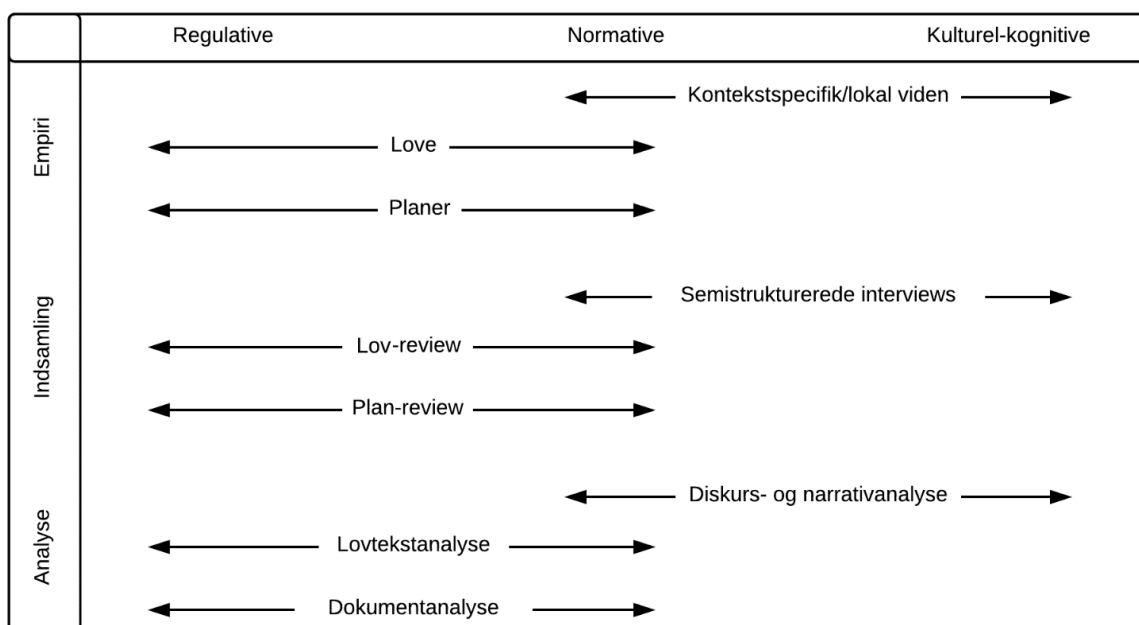 Regulative Normative Kulturel-kognitive
Empiri
Kontekstspecifik/lokal viden
Love
Planer
Indsamling
Semistrukturerede interviews
Lov-review
Plan-review
Analyse
Diskurs- og narrativanalyse
Lovtekstanalyse
Dokumentanalyse